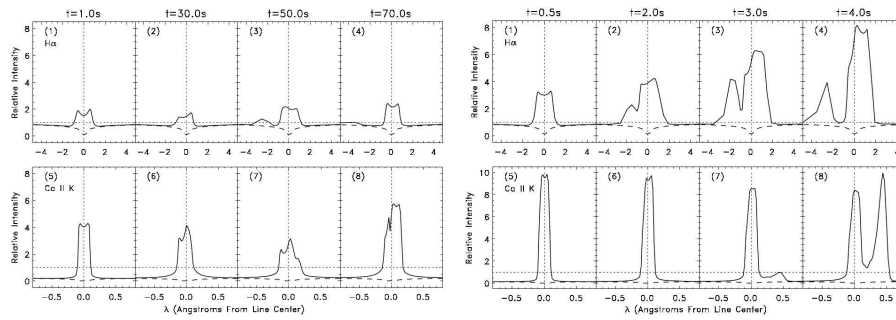 t=1.0s t=30.0s t=50.0s t=70.0s
(1) (2) (3) (4)
Hα
Relative Intensity
8
6
4
2
0
−4 −2 0 2 4 −4 −2 0 2 4 −4 −2 0 2 4 −4 −2 0 2 4
(5) (6) (7) (8)
Ca II K
Relative Intensity
8
6
4
2
0
−0.5 0.0 0.5 −0.5 0.0 0.5 −0.5 0.0 0.5 −0.5 0.0 0.5
λ (Angstroms From Line Center)
t=0.5s t=2.0s t=3.0s t=4.0s
(1) (2) (3) (4)
Hα
Relative Intensity
8
6
4
2
0
−4 −2 0 2 4 −4 −2 0 2 4 −4 −2 0 2 4 −4 −2 0 2 4
(5) (6) (7) (8)
Ca II K
Relative Intensity
10
8
6
4
2
0
−0.5 0.0 0.5 −0.5 0.0 0.5 −0.5 0.0 0.5 −0.5 0.0 0.5
λ (Angstroms From Line Center)